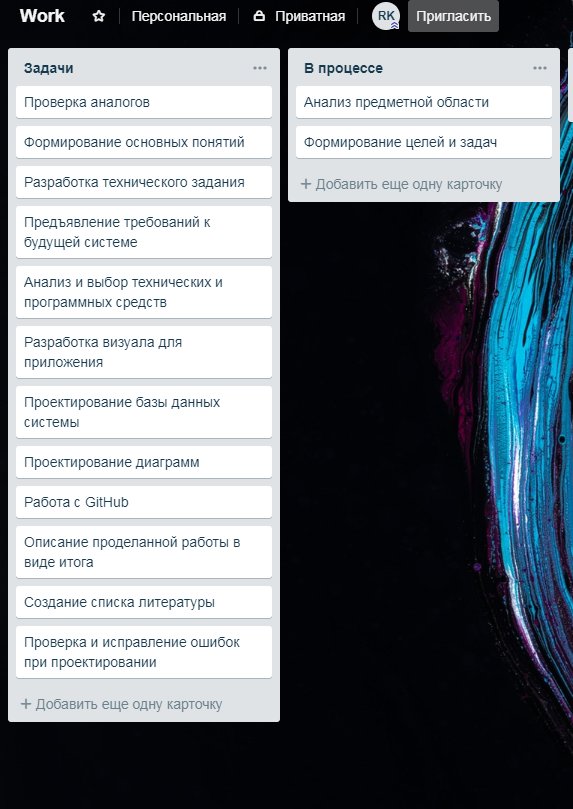 Work
Персональная
Приватная
RK
Пригласить
Задачи
Проверка аналогов
Формирование основных понятий
Разработка технического задания
Предъявление требований к
будущей системе
Анализ и выбор технических и
программных средств
Разработка визуала для
приложения
Проектирование базы данных
системы
Проектирование диаграмм
Работа с GitHub
Описание проделанной работы в
виде итога
Создание списка литературы
Проверка и исправление ошибок
при проектировании
+ Добавить еще одну карточку
В процессе
Анализ предметной области
Формирование целей и задач
+ Добавить еще одну карточку